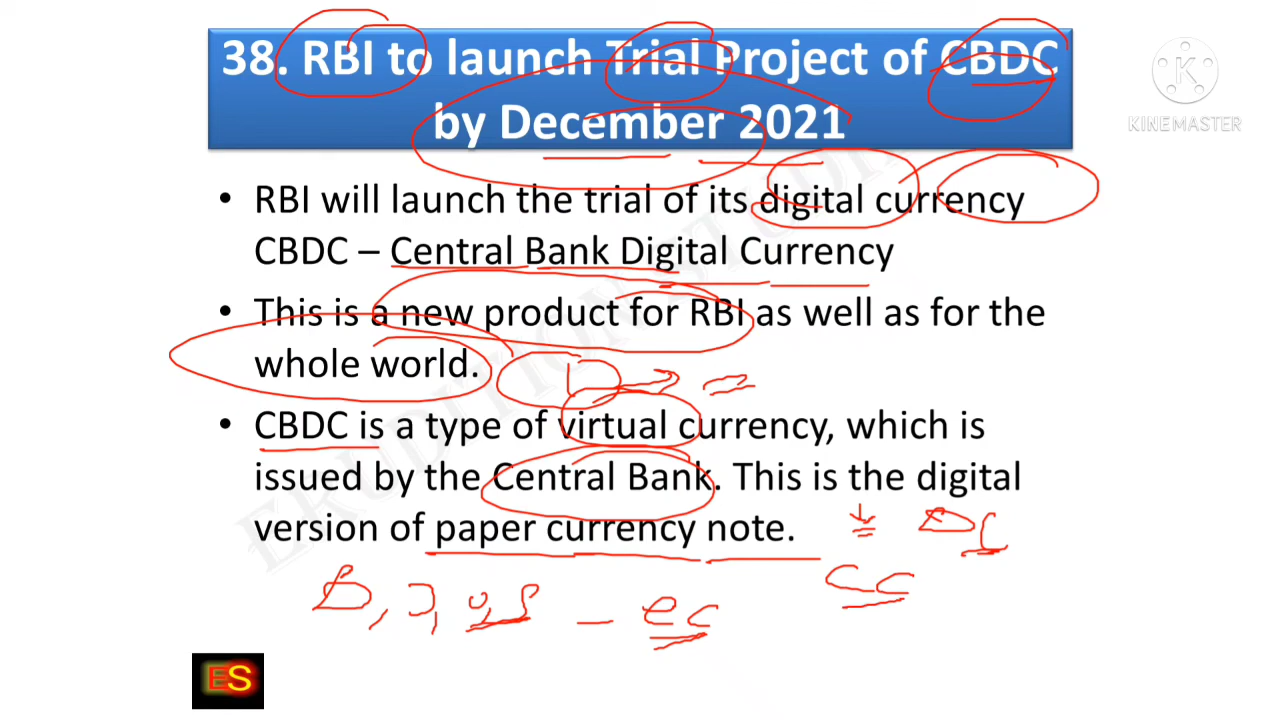 38. RBI to launch Trial Project of CBDC
by December 2021
KINEMASTER
• RBI will launch the trial of its digital currency
CBDC – Central Bank Digital Currency
• This is a new product for RBI as well as for the
whole world.
• CBDC is a type of virtual currency, which is
issued by the Central Bank. This is the digital
version of paper currency note.
CC
ec
ES